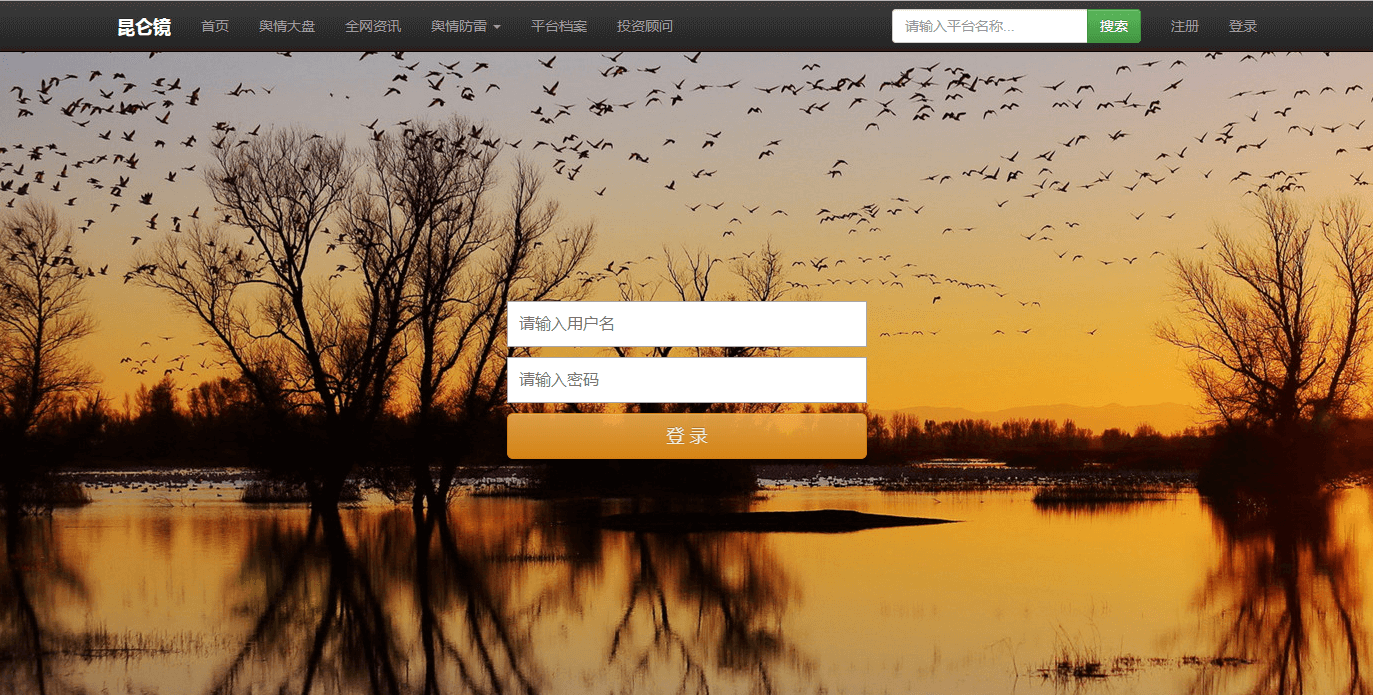 昆仑镜 首页 舆情大盘 全网资讯 舆情防雷 平台档案 投资顾问 请输入平台名称... 搜索 注册 登录
请输入用户名
请输入密码
登 录